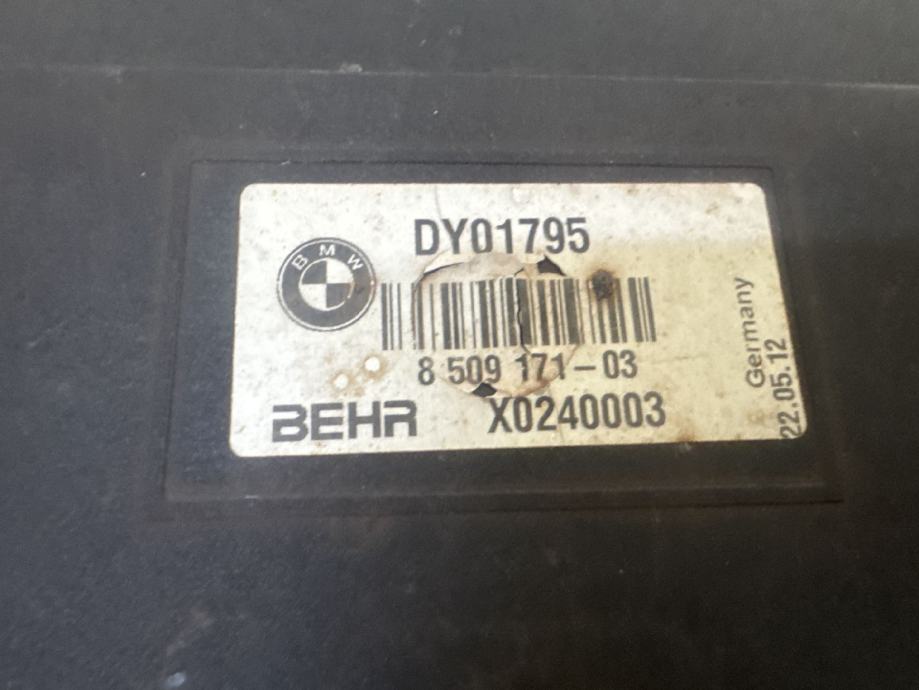 DY01795
BMW
8 509 171-03
BEHR
X0240003
Germany
22.05.12